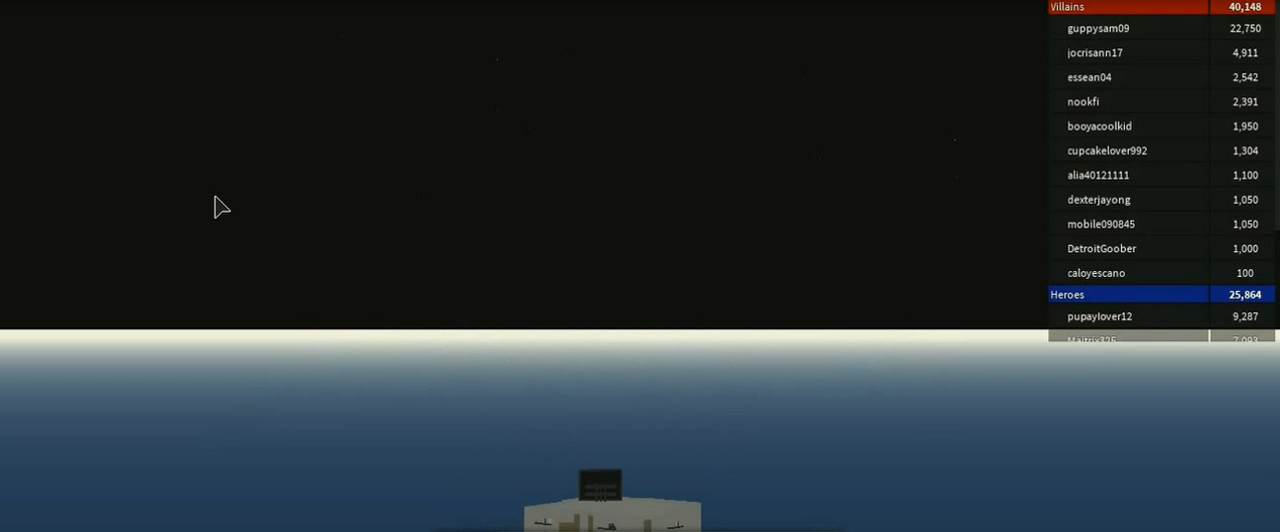 Villains 40,148
guppysam09 22,750
jocrisann17 4,911
essean04 2,542
nookfi 2,391
booyacoolkid 1,950
cupcakelover992 1,304
alia40121111 1,100
dexterjayong 1,050
mobile090845 1,050
DetroitGoober 1,000
caloyescano 100
Heroes 25,864
pupaylover12 9,287